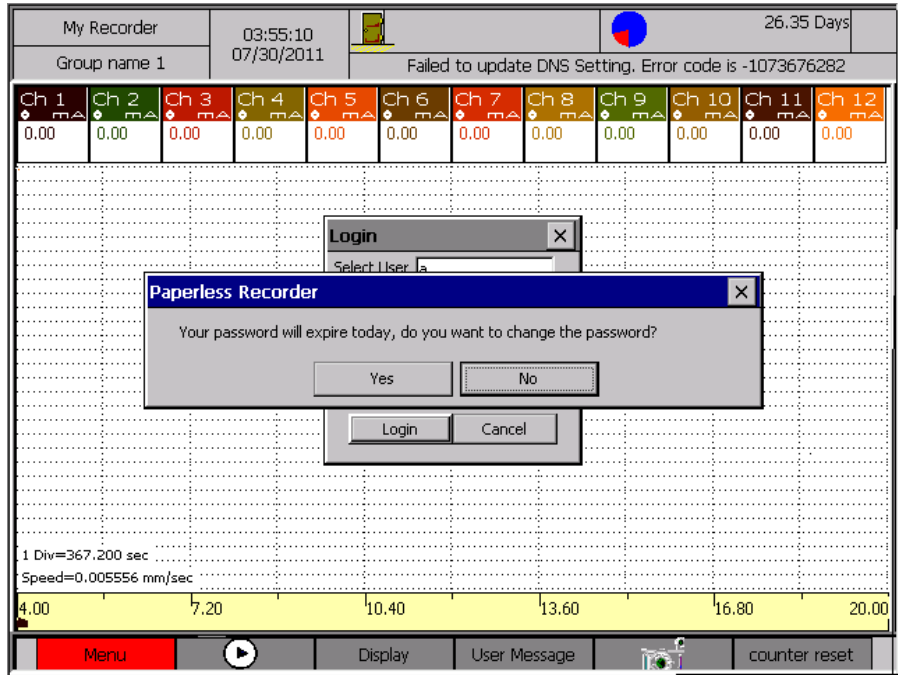 My Recorder
03:55:10
26.35 Days
Group name 1
07/30/2011
Failed to update DNS Setting. Error code is -1073676282
Ch 1 Ch 2 Ch 3 Ch 4 Ch 5 Ch 6 Ch 7 Ch 8 Ch 9 Ch 10 Ch 11 Ch 12
mA mA mA mA mA mA mA mA mA mA mA mA
0.00 0.00 0.00 0.00 0.00 0.00 0.00 0.00 0.00 0.00 0.00 0.00
Login
Select User a
Paperless Recorder
Your password will expire today, do you want to change the password?
Yes No
Login Cancel
1 Div=367.200 sec
Speed=0.005556 mm/sec
4.00 7.20 10.40 13.60 16.80 20.00
Menu Display User Message counter reset